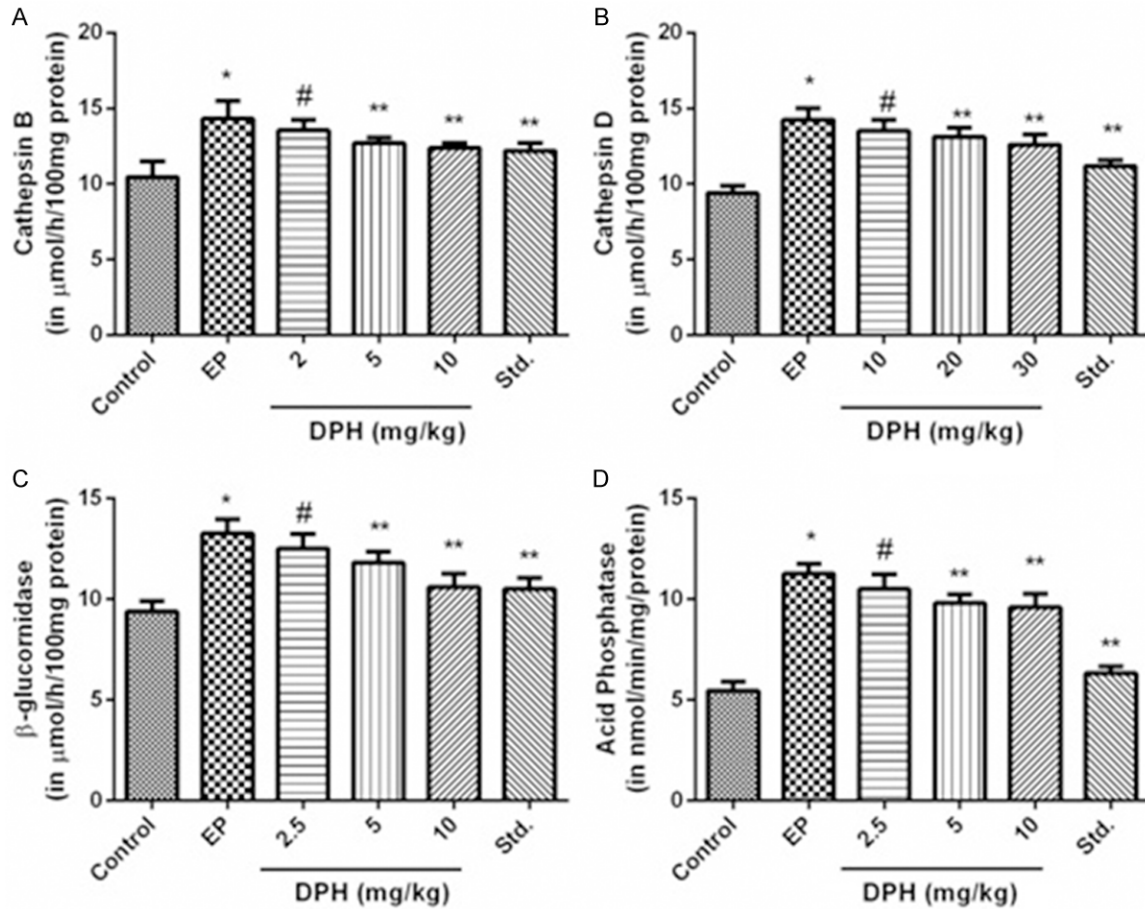 A
Cathepsin B
(in μmol/h/100mg protein)
20
15
10
5
0
*
#
**
**
**
Control
EP
2
5
10
Std.
DPH (mg/kg)
B
Cathepsin D
(in μmol/h/100mg protein)
20
15
10
5
0
*
#
**
**
**
Control
EP
10
20
30
Std.
DPH (mg/kg)
C
β-glucornidase
(in μmol/h/100mg protein)
15
10
5
0
*
#
**
**
**
Control
EP
2.5
5
10
Std.
DPH (mg/kg)
D
Acid Phosphatase
(in nmol/min/mg/protein)
15
10
5
0
*
#
**
**
**
Control
EP
2.5
5
10
Std.
DPH (mg/kg)